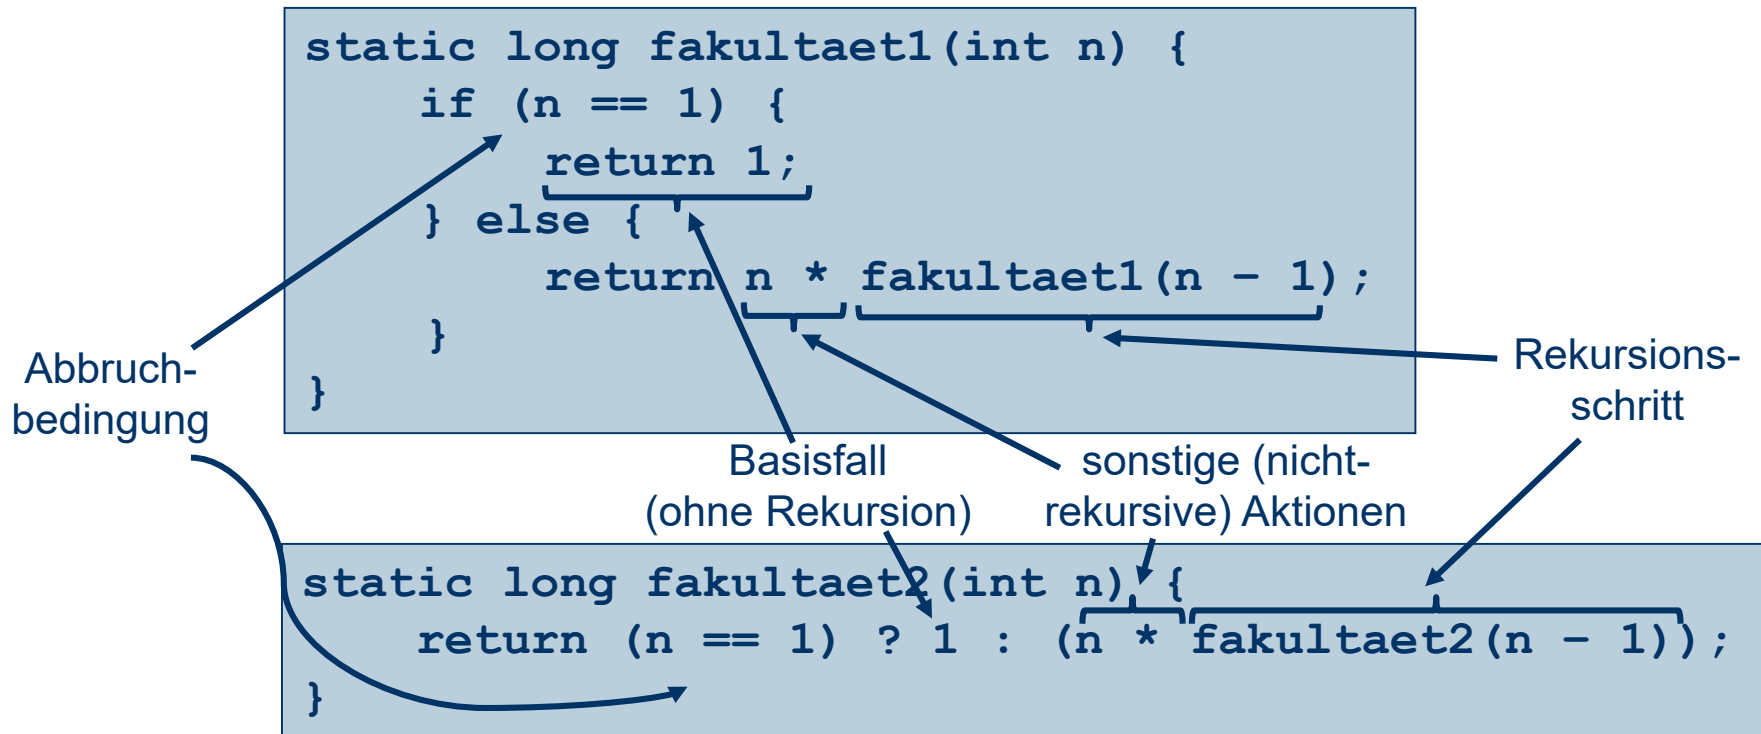 static long fakultaet1(int n) {
if (n == 1) {
return 1;
} else {
return n * fakultaet1(n – 1);
}
}
Abbruch-
bedingung
Rekursions-
schritt
Basisfall
(ohne Rekursion)
sonstige (nicht-
rekursive) Aktionen
static long fakultaet2(int n) {
return (n == 1) ? 1 : (n * fakultaet2(n – 1));
}